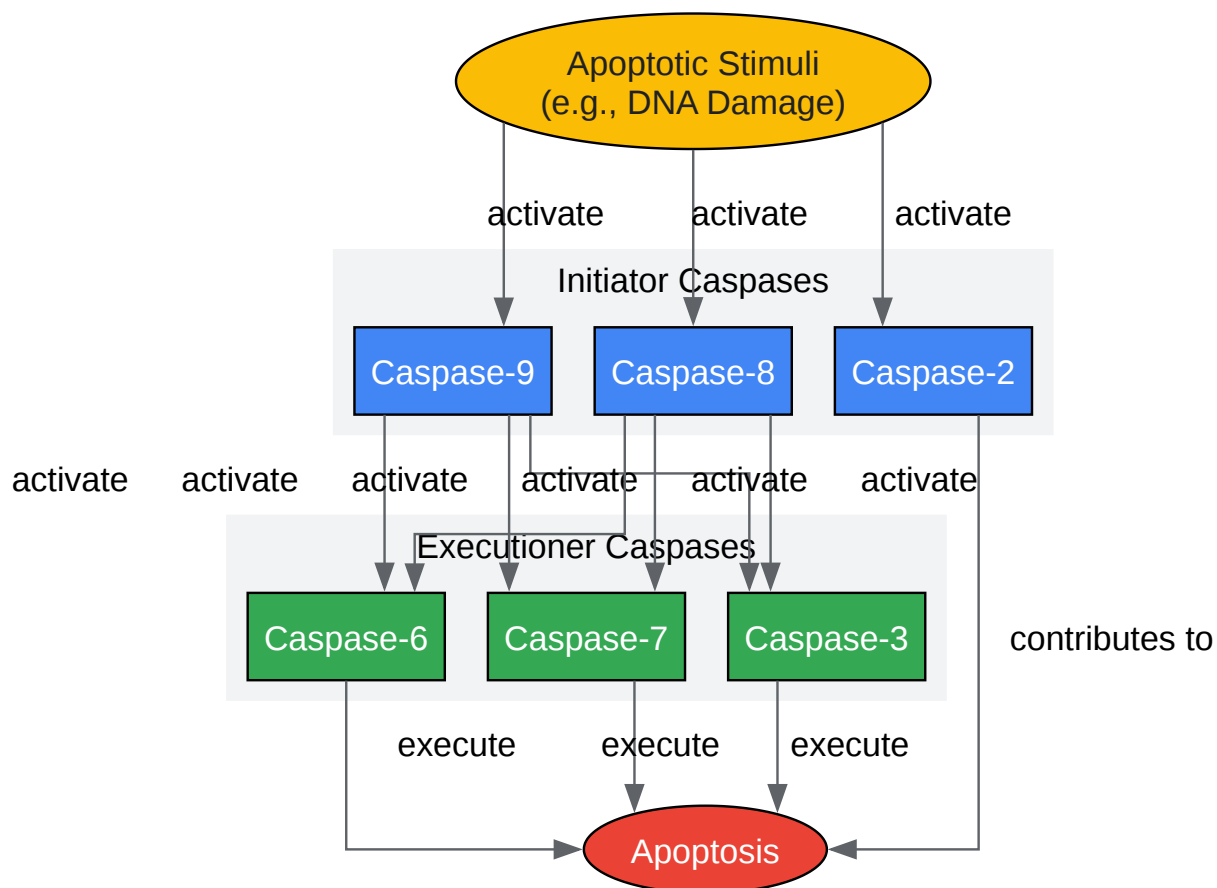 Apoptotic Stimuli
(e.g., DNA Damage)
activate
activate
activate
Initiator Caspases
Caspase-9
Caspase-8
Caspase-2
activate
activate
activate
activate
activate
activate
Executioner Caspases
Caspase-6
Caspase-7
Caspase-3
contributes to
execute
execute
execute
Apoptosis